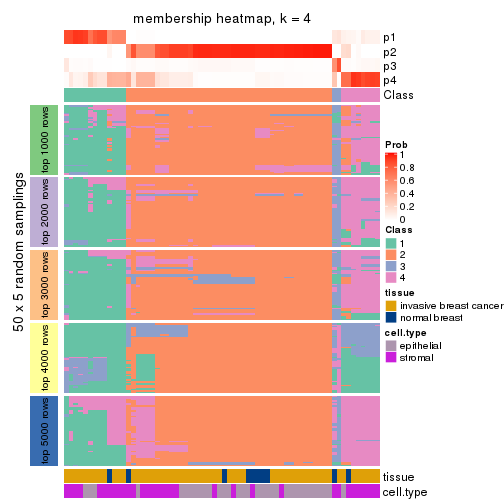 membership heatmap, k = 4
p1
p2
p3
p4
Class
50 x 5 random samplings
top 1000 rows
top 2000 rows
top 3000 rows
top 4000 rows
top 5000 rows
tissue
cell.type
Prob
1
0.8
0.6
0.4
0.2
0
Class
1
2
3
4
tissue
invasive breast cancer
normal breast
cell.type
epithelial
stromal